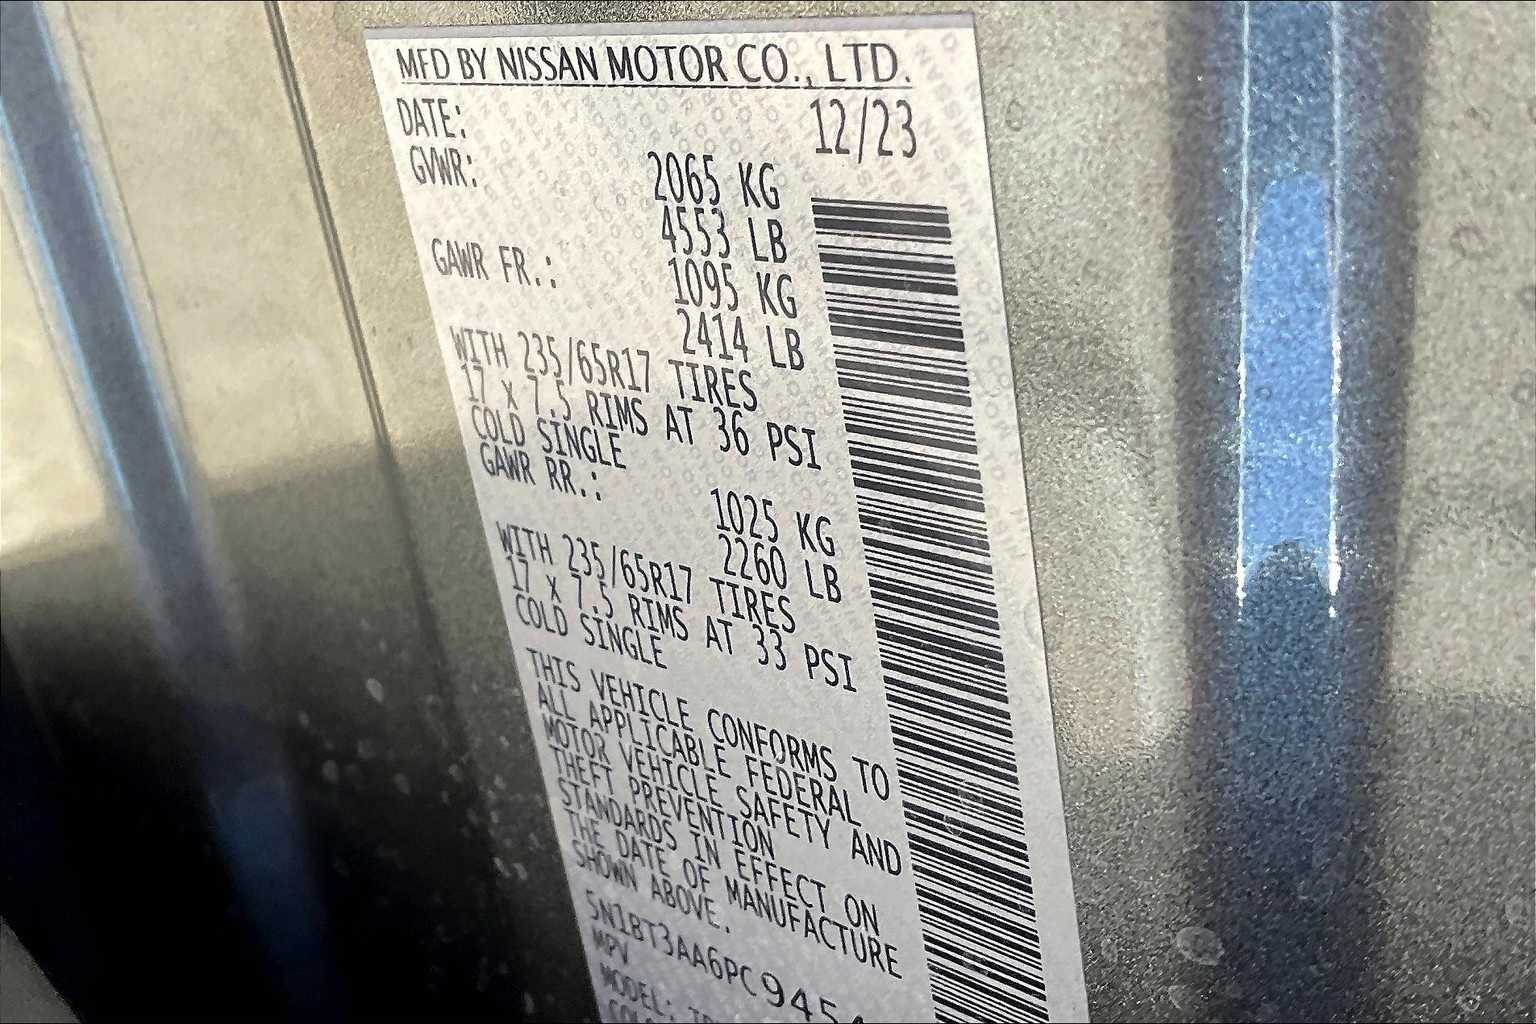 MFD BY NISSAN MOTOR CO., LTD.
DATE: 12/23
GVWR: 2065 KG
4553 LB
GAWR FR.: 1095 KG
2414 LB
WITH 235/65R17 TIRES
17 X 7.5 RIMS AT 36 PSI
COLD SINGLE
GAWR RR.: 1025 KG
2260 LB
WITH 235/65R17 TIRES
17 X 7.5 RIMS AT 33 PSI
COLD SINGLE
THIS VEHICLE CONFORMS TO
ALL APPLICABLE FEDERAL
MOTOR VEHICLE SAFETY AND
THEFT PREVENTION
STANDARDS IN EFFECT ON
THE DATE OF MANUFACTURE
SHOWN ABOVE.
5N1BT3AA6PC945
MPV
MODEL: